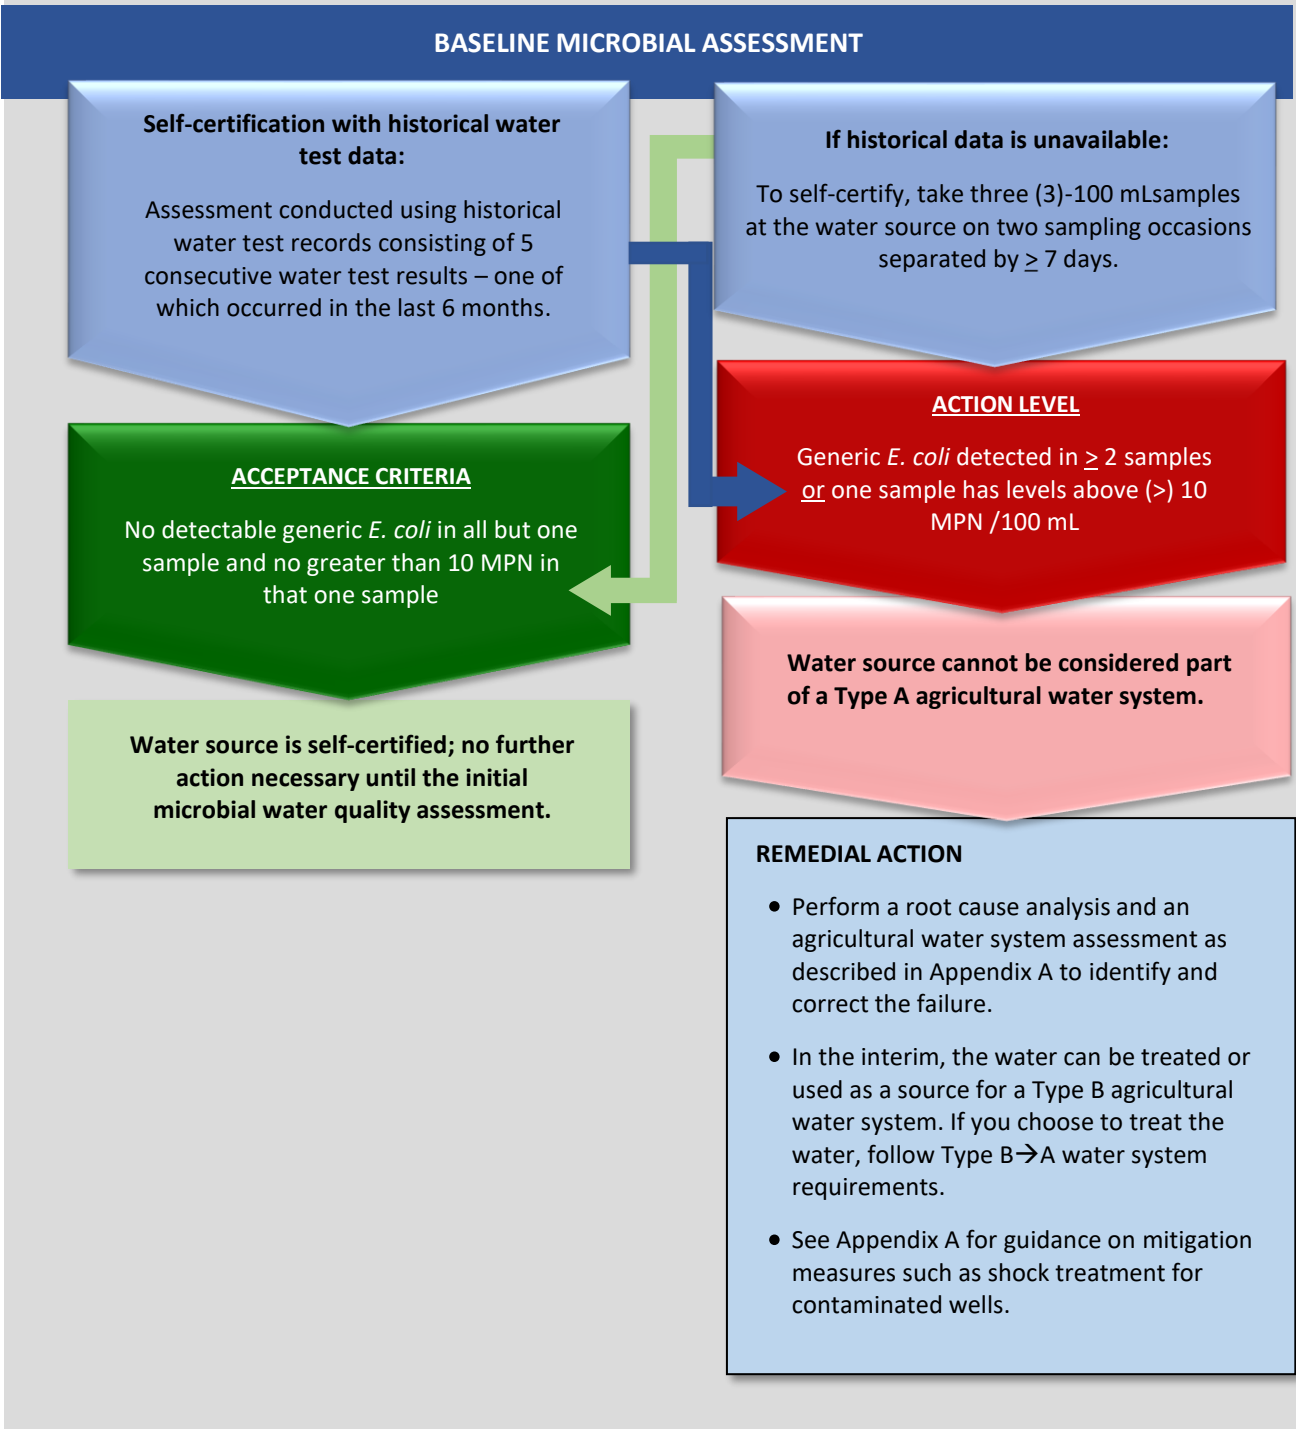 BASELINE MICROBIAL ASSESSMENT
Self-certification with historical water
test data:
Assessment conducted using historical
water test records consisting of 5
consecutive water test results – one of
which occurred in the last 6 months.
If historical data is unavailable:
To self-certify, take three (3)-100 mLsamples
at the water source on two sampling occasions
separated by ≥ 7 days.
ACCEPTANCE CRITERIA
No detectable generic E. coli in all but one
sample and no greater than 10 MPN in
that one sample
ACTION LEVEL
Generic E. coli detected in ≥ 2 samples
or one sample has levels above (>) 10
MPN /100 mL
Water source is self-certified; no further
action necessary until the initial
microbial water quality assessment.
Water source cannot be considered part
of a Type A agricultural water system.
REMEDIAL ACTION
• Perform a root cause analysis and an
agricultural water system assessment as
described in Appendix A to identify and
correct the failure.
• In the interim, the water can be treated or
used as a source for a Type B agricultural
water system. If you choose to treat the
water, follow Type B→A water system
requirements.
• See Appendix A for guidance on mitigation
measures such as shock treatment for
contaminated wells.